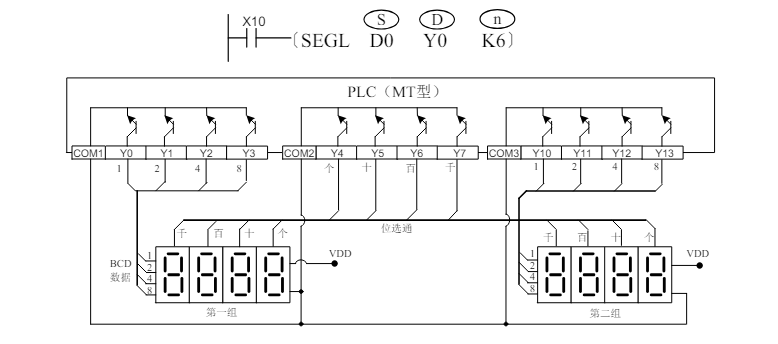 X10 S D n
SEGL D0 Y0 K6
PLC（MT型）
COM1 Y0 Y1 Y2 Y3 COM2 Y4 Y5 Y6 Y7 COM3 Y10 Y11 Y12 Y13
1 2 4 8 个 十 百 千 1 2 4 8
位选通
千 百 十 个 千 百 十 个
BCD
数据
1
2
4
8
VDD
1
2
4
8
VDD
第一组 第二组